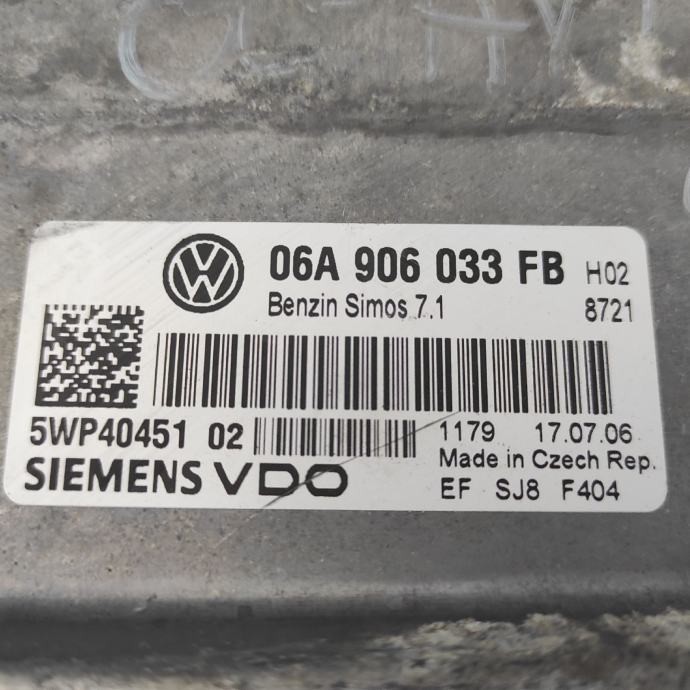 06A 906 033 FB H02
Benzin Simos 7.1 8721
5WP40451 02 1179 17.07.06
Made in Czech Rep.
SIEMENS VDO EF SJ8 F404